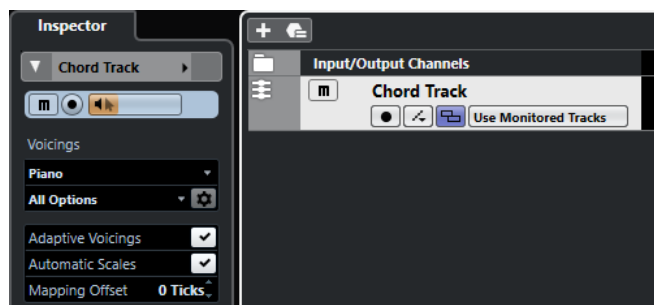 Inspector
Chord Track
m
Voicings
Piano
All Options
Adaptive Voicings
Automatic Scales
Mapping Offset 0 Ticks
Input/Output Channels
m Chord Track
Use Monitored Tracks